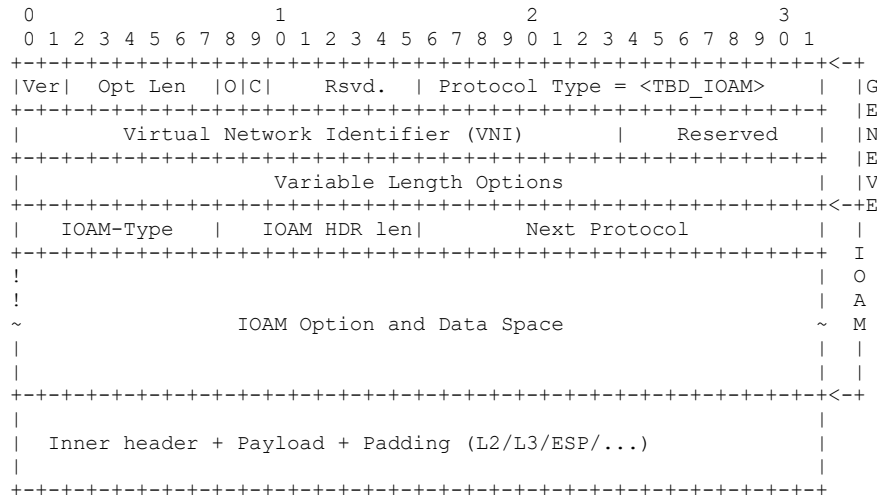 0                   1                   2                   3
 0 1 2 3 4 5 6 7 8 9 0 1 2 3 4 5 6 7 8 9 0 1 2 3 4 5 6 7 8 9 0 1
+-+-+-+-+-+-+-+-+-+-+-+-+-+-+-+-+-+-+-+-+-+-+-+-+-+-+-+-+-+-+-+-+<-+
|Ver|  Opt Len  |O|C|    Rsvd.  | Protocol Type = <TBD_IOAM>    |  |G
+-+-+-+-+-+-+-+-+-+-+-+-+-+-+-+-+-+-+-+-+-+-+-+-+-+-+-+-+-+-+-+-+  |E
|        Virtual Network Identifier (VNI)       |    Reserved   |  |N
+-+-+-+-+-+-+-+-+-+-+-+-+-+-+-+-+-+-+-+-+-+-+-+-+-+-+-+-+-+-+-+-+  |E
|                    Variable Length Options                    |  |V
+-+-+-+-+-+-+-+-+-+-+-+-+-+-+-+-+-+-+-+-+-+-+-+-+-+-+-+-+-+-+-+-+<-+E
|   IOAM-Type   |   IOAM HDR len|        Next Protocol          |  |
+-+-+-+-+-+-+-+-+-+-+-+-+-+-+-+-+-+-+-+-+-+-+-+-+-+-+-+-+-+-+-+-+  I
!                                                               |  O
!                                                               |  A
~                 IOAM Option and Data Space                    ~  M
|                                                               |  |
|                                                               |  |
+-+-+-+-+-+-+-+-+-+-+-+-+-+-+-+-+-+-+-+-+-+-+-+-+-+-+-+-+-+-+-+-+<-+
|                                                               |
|  Inner header + Payload + Padding (L2/L3/ESP/...)             |
|                                                               |
+-+-+-+-+-+-+-+-+-+-+-+-+-+-+-+-+-+-+-+-+-+-+-+-+-+-+-+-+-+-+-+-+